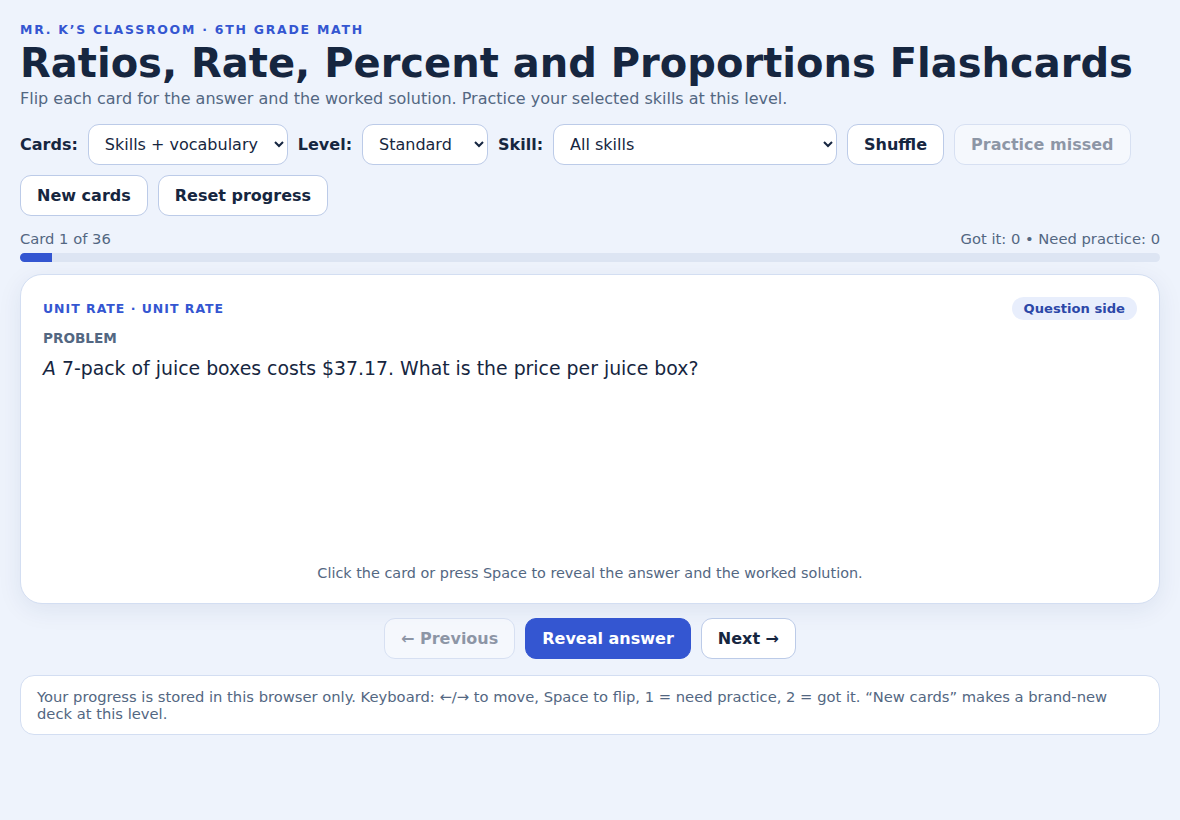 MR. K’S CLASSROOM · 6TH GRADE MATH
Ratios, Rate, Percent and Proportions Flashcards
Flip each card for the answer and the worked solution. Practice your selected skills at this level.
Cards: Skills + vocabulary Level: Standard Skill: All skills Shuffle Practice missed
New cards Reset progress
Card 1 of 36 Got it: 0 • Need practice: 0
UNIT RATE · UNIT RATE Question side
PROBLEM
A 7-pack of juice boxes costs $37.17. What is the price per juice box?
Click the card or press Space to reveal the answer and the worked solution.
← Previous Reveal answer Next →
Your progress is stored in this browser only. Keyboard: ←/→ to move, Space to flip, 1 = need practice, 2 = got it. “New cards” makes a brand-new
deck at this level.